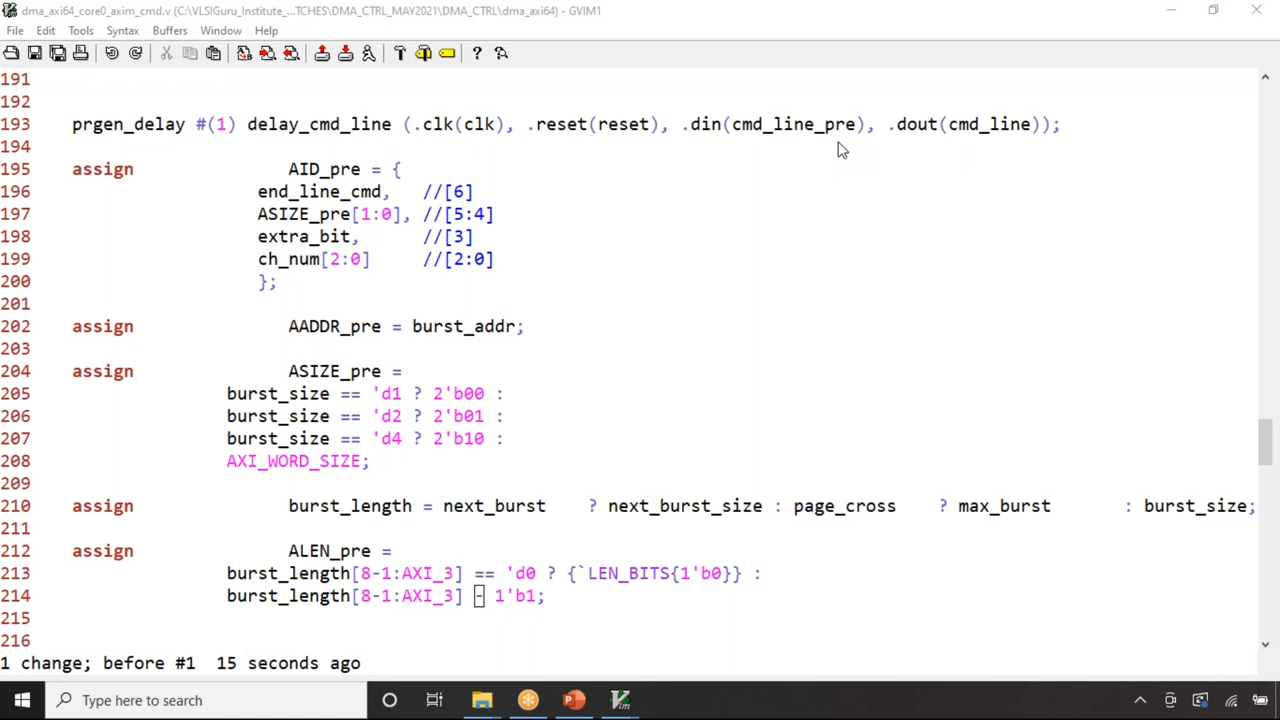 dma_axi64_core0_axim_cmd.v (C:\VLSIGuru_Institute_...TCHES\DMA_CTRL_MAY2021\DMA_CTRL\dma_axi64) - GVIM1
File Edit Tools Syntax Buffers Window Help
191
192
193 prgen_delay #(1) delay_cmd_line (.clk(clk), .reset(reset), .din(cmd_line_pre), .dout(cmd_line));
194
195 assign AID_pre = {
196 end_line_cmd, //[6]
197 ASIZE_pre[1:0], //[5:4]
198 extra_bit, //[3]
199 ch_num[2:0] //[2:0]
200 };
201
202 assign AADDR_pre = burst_addr;
203
204 assign ASIZE_pre =
205 burst_size == 'd1 ? 2'b00 :
206 burst_size == 'd2 ? 2'b01 :
207 burst_size == 'd4 ? 2'b10 :
208 AXI_WORD_SIZE;
209
210 assign burst_length = next_burst ? next_burst_size : page_cross ? max_burst : burst_size;
211
212 assign ALEN_pre =
213 burst_length[8-1:AXI_3] == 'd0 ? {`LEN_BITS{1'b0}} :
214 burst_length[8-1:AXI_3] - 1'b1;
215
216
1 change; before #1 15 seconds ago
Type here to search